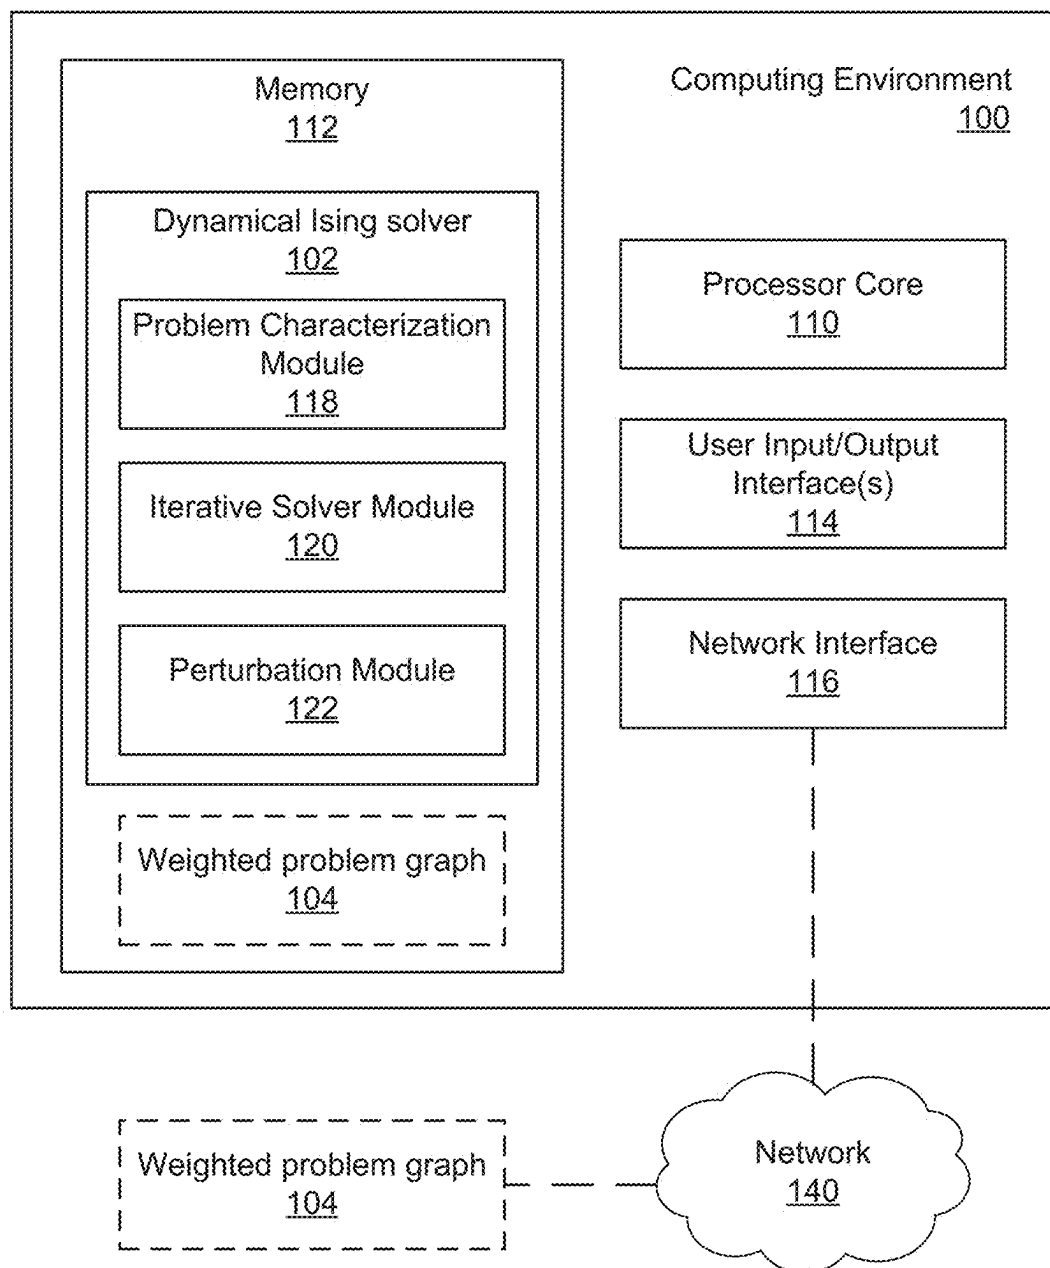 Computing Environment
100
Memory
112
Dynamical Ising solver
102
Problem Characterization
Module
118
Iterative Solver Module
120
Perturbation Module
122
Weighted problem graph
104
Processor Core
110
User Input/Output
Interface(s)
114
Network Interface
116
Weighted problem graph
104
Network
140